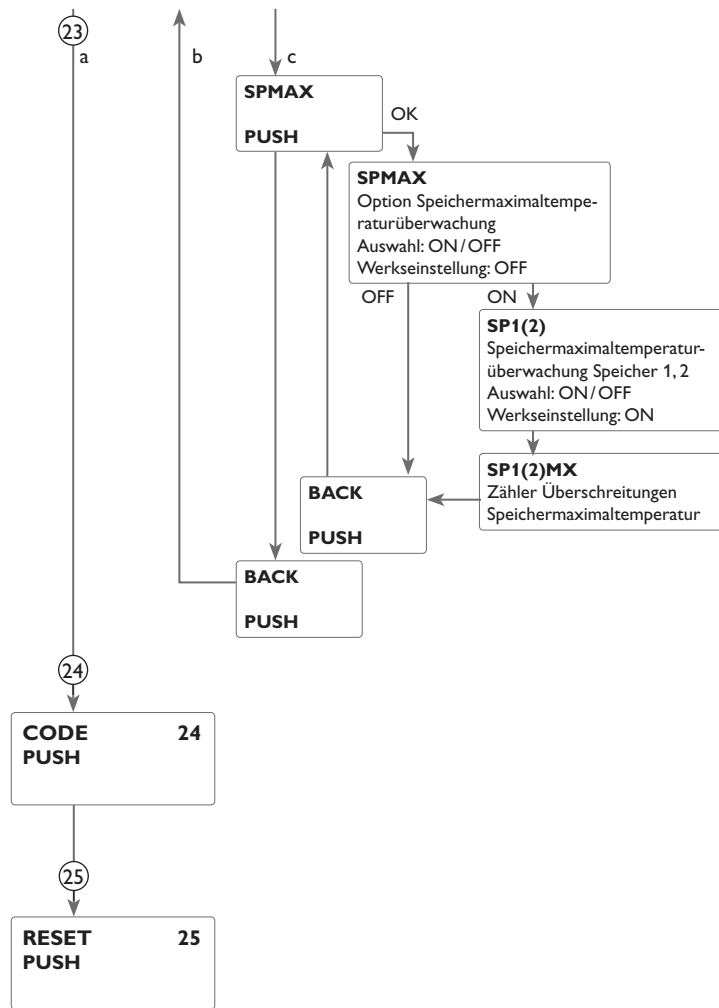 23
a b c
SPMAX
PUSH
OK
SPMAX
Option Speichermaximaltempe-
raturüberwachung
Auswahl: ON / OFF
Werkseinstellung: OFF
OFF ON
SP1(2)
Speichermaximaltemperatur-
überwachung Speicher 1, 2
Auswahl: ON / OFF
Werkseinstellung: ON
SP1(2)MX
Zähler Überschreitungen
Speichermaximaltemperatur
BACK
PUSH
BACK
PUSH
24
CODE 24
PUSH
25
RESET 25
PUSH